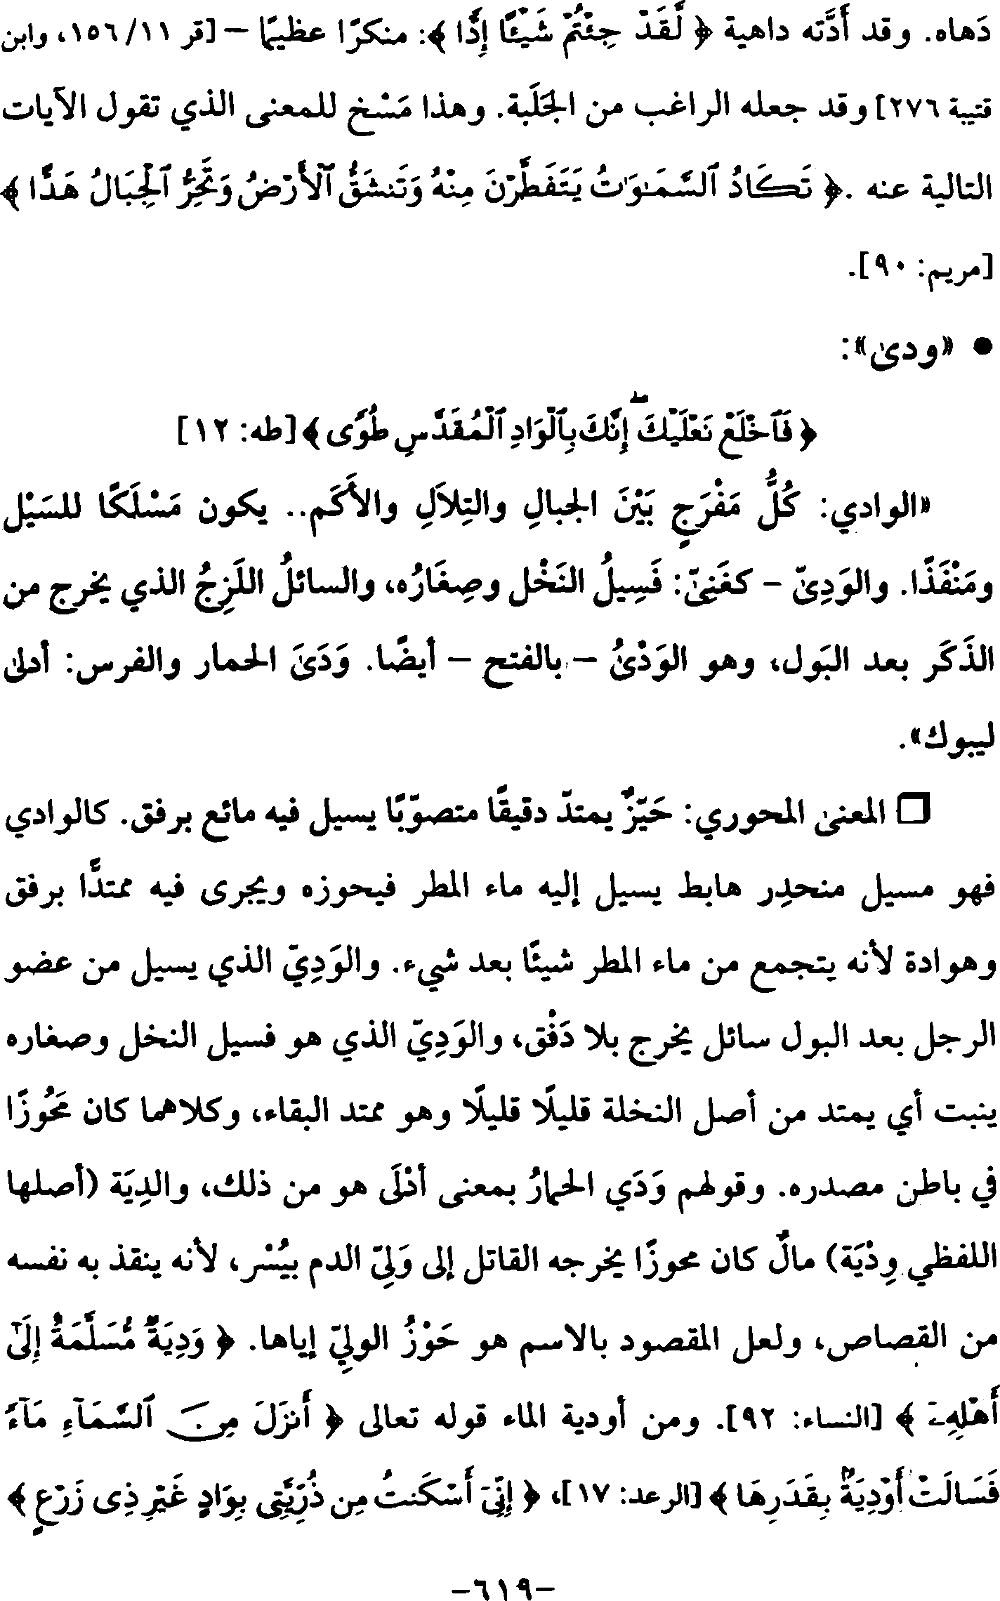 دَهاه. وقد أَدَّته داهية ﴿ لَّقَدْ جِئْتُمْ شَيْـًٔا إِدًّا ﴾: منكرًا عظيمًا – [قر ١١/ ١٥٦، وابن
قتيبة ٢٧٦] وقد جعله الراغب من الجَلَبة. وهذا مَسْخ للمعنى الذي تقول الآيات
التالية عنه .﴿ تَكَادُ ٱلسَّمَـٰوَٰتُ يَتَفَطَّرْنَ مِنْهُ وَتَنشَقُّ ٱلْأَرْضُ وَتَخِرُّ ٱلْجِبَالُ هَدًّا ﴾
[مريم: ٩٠].
• «ودى»:
﴿ فَٱخْلَعْ نَعْلَيْكَ ۖ إِنَّكَ بِٱلْوَادِ ٱلْمُقَدَّسِ طُوًى ﴾ [طه: ١٢]
«الوادي: كُلُّ مَفْرَجٍ بَيْنَ الجبالِ والتِلاَلِ والأَكَم.. يكون مَسْلَكًا للسَيْل
ومَنْفَذًا. والوَدِىّ – كغَنِىّ: فَسِيلُ النَخْل وصِغَارُه، والسائلُ اللَزِجُ الذي يخرج من
الذَكَر بعد البَول، وهو الوَدْىُ – بالفتح – أيضًا. وَدَىَ الحمار والفرس: أدلى
ليبوك».
❒ المعنى المحوري: حَيّزٌ يمتدّ دقيقًا متصوّبًا يسيل فيه مائع برفق. كالوادي
فهو مسيل منحدِر هابط يسيل إليه ماء المطر فيحوزه ويجرى فيه ممتدًّا برفق
وهوادة لأنه يتجمع من ماء المطر شيئًا بعد شيء. والوَدِيّ الذي يسيل من عضو
الرجل بعد البول سائل يخرج بلا دَفْق، والوَدِيّ الذي هو فسيل النخل وصغاره
ينبت أي يمتد من أصل النخلة قليلًا قليلًا وهو ممتد البقاء، وكلاهما كان مَحُوزًا
في باطن مصدره. وقولهم وَدَي الحمارُ بمعنى أدْلَى هو من ذلك، والدِيَة (أصلها
اللفظي وِدْيَة) مالٌ كان محوزًا يخرجه القاتل إلى وَلِيّ الدم بيُسْر، لأنه ينقذ به نفسه
من القصاص، ولعل المقصود بالاسم هو حَوْزُ الوليّ إياها. ﴿ وَدِيَةٌ مُّسَلَّمَةٌ إِلَىٰٓ
أَهْلِهِۦٓ ﴾ [النساء: ٩٢]. ومن أودية الماء قوله تعالى ﴿ أَنزَلَ مِنَ ٱلسَّمَآءِ مَآءً
فَسَالَتْ أَوْدِيَةٌۢ بِقَدَرِهَا ﴾ [الرعد: ١٧]، ﴿ إِنِّىٓ أَسْكَنتُ مِن ذُرِّيَّتِى بِوَادٍ غَيْرِ ذِى زَرْعٍ ﴾
–٦١٩–